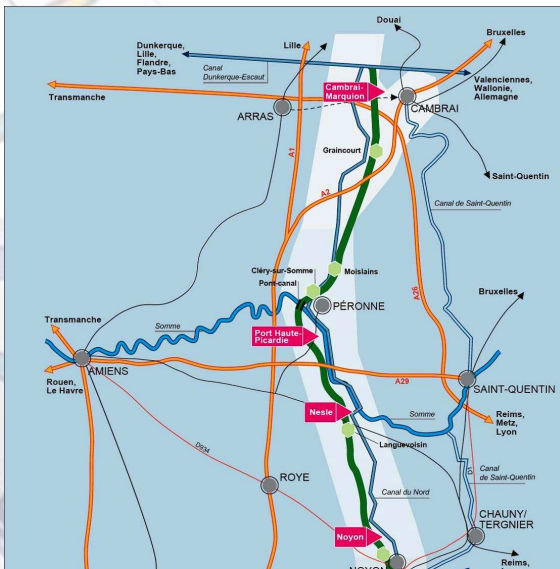 Douai
Bruxelles
Lille
Dunkerque,
Lille,
Flandre,
Pays-Bas
Canal
Dunkerque-Escaut
Valenciennes,
Wallonie,
Allemagne
Transmanche
Cambrai-
Marquion
CAMBRAI
ARRAS
A1
Graincourt
Saint-Quentin
A2
Canal de Saint-Quentin
Cléry-sur-Somme
Moislains
Pont-canal
A26
Bruxelles
PÉRONNE
Transmanche
Somme
Port Haute-
Picardie
AMIENS
Rouen,
Le Havre
A29
SAINT-QUENTIN
Nesle
Somme
Reims,
Metz,
Lyon
Languevoisin
D934
Canal
de Saint-Quentin
ROYE
Canal du Nord
CHAUNY/
TERGNIER
Noyon
NOYON
Reims,